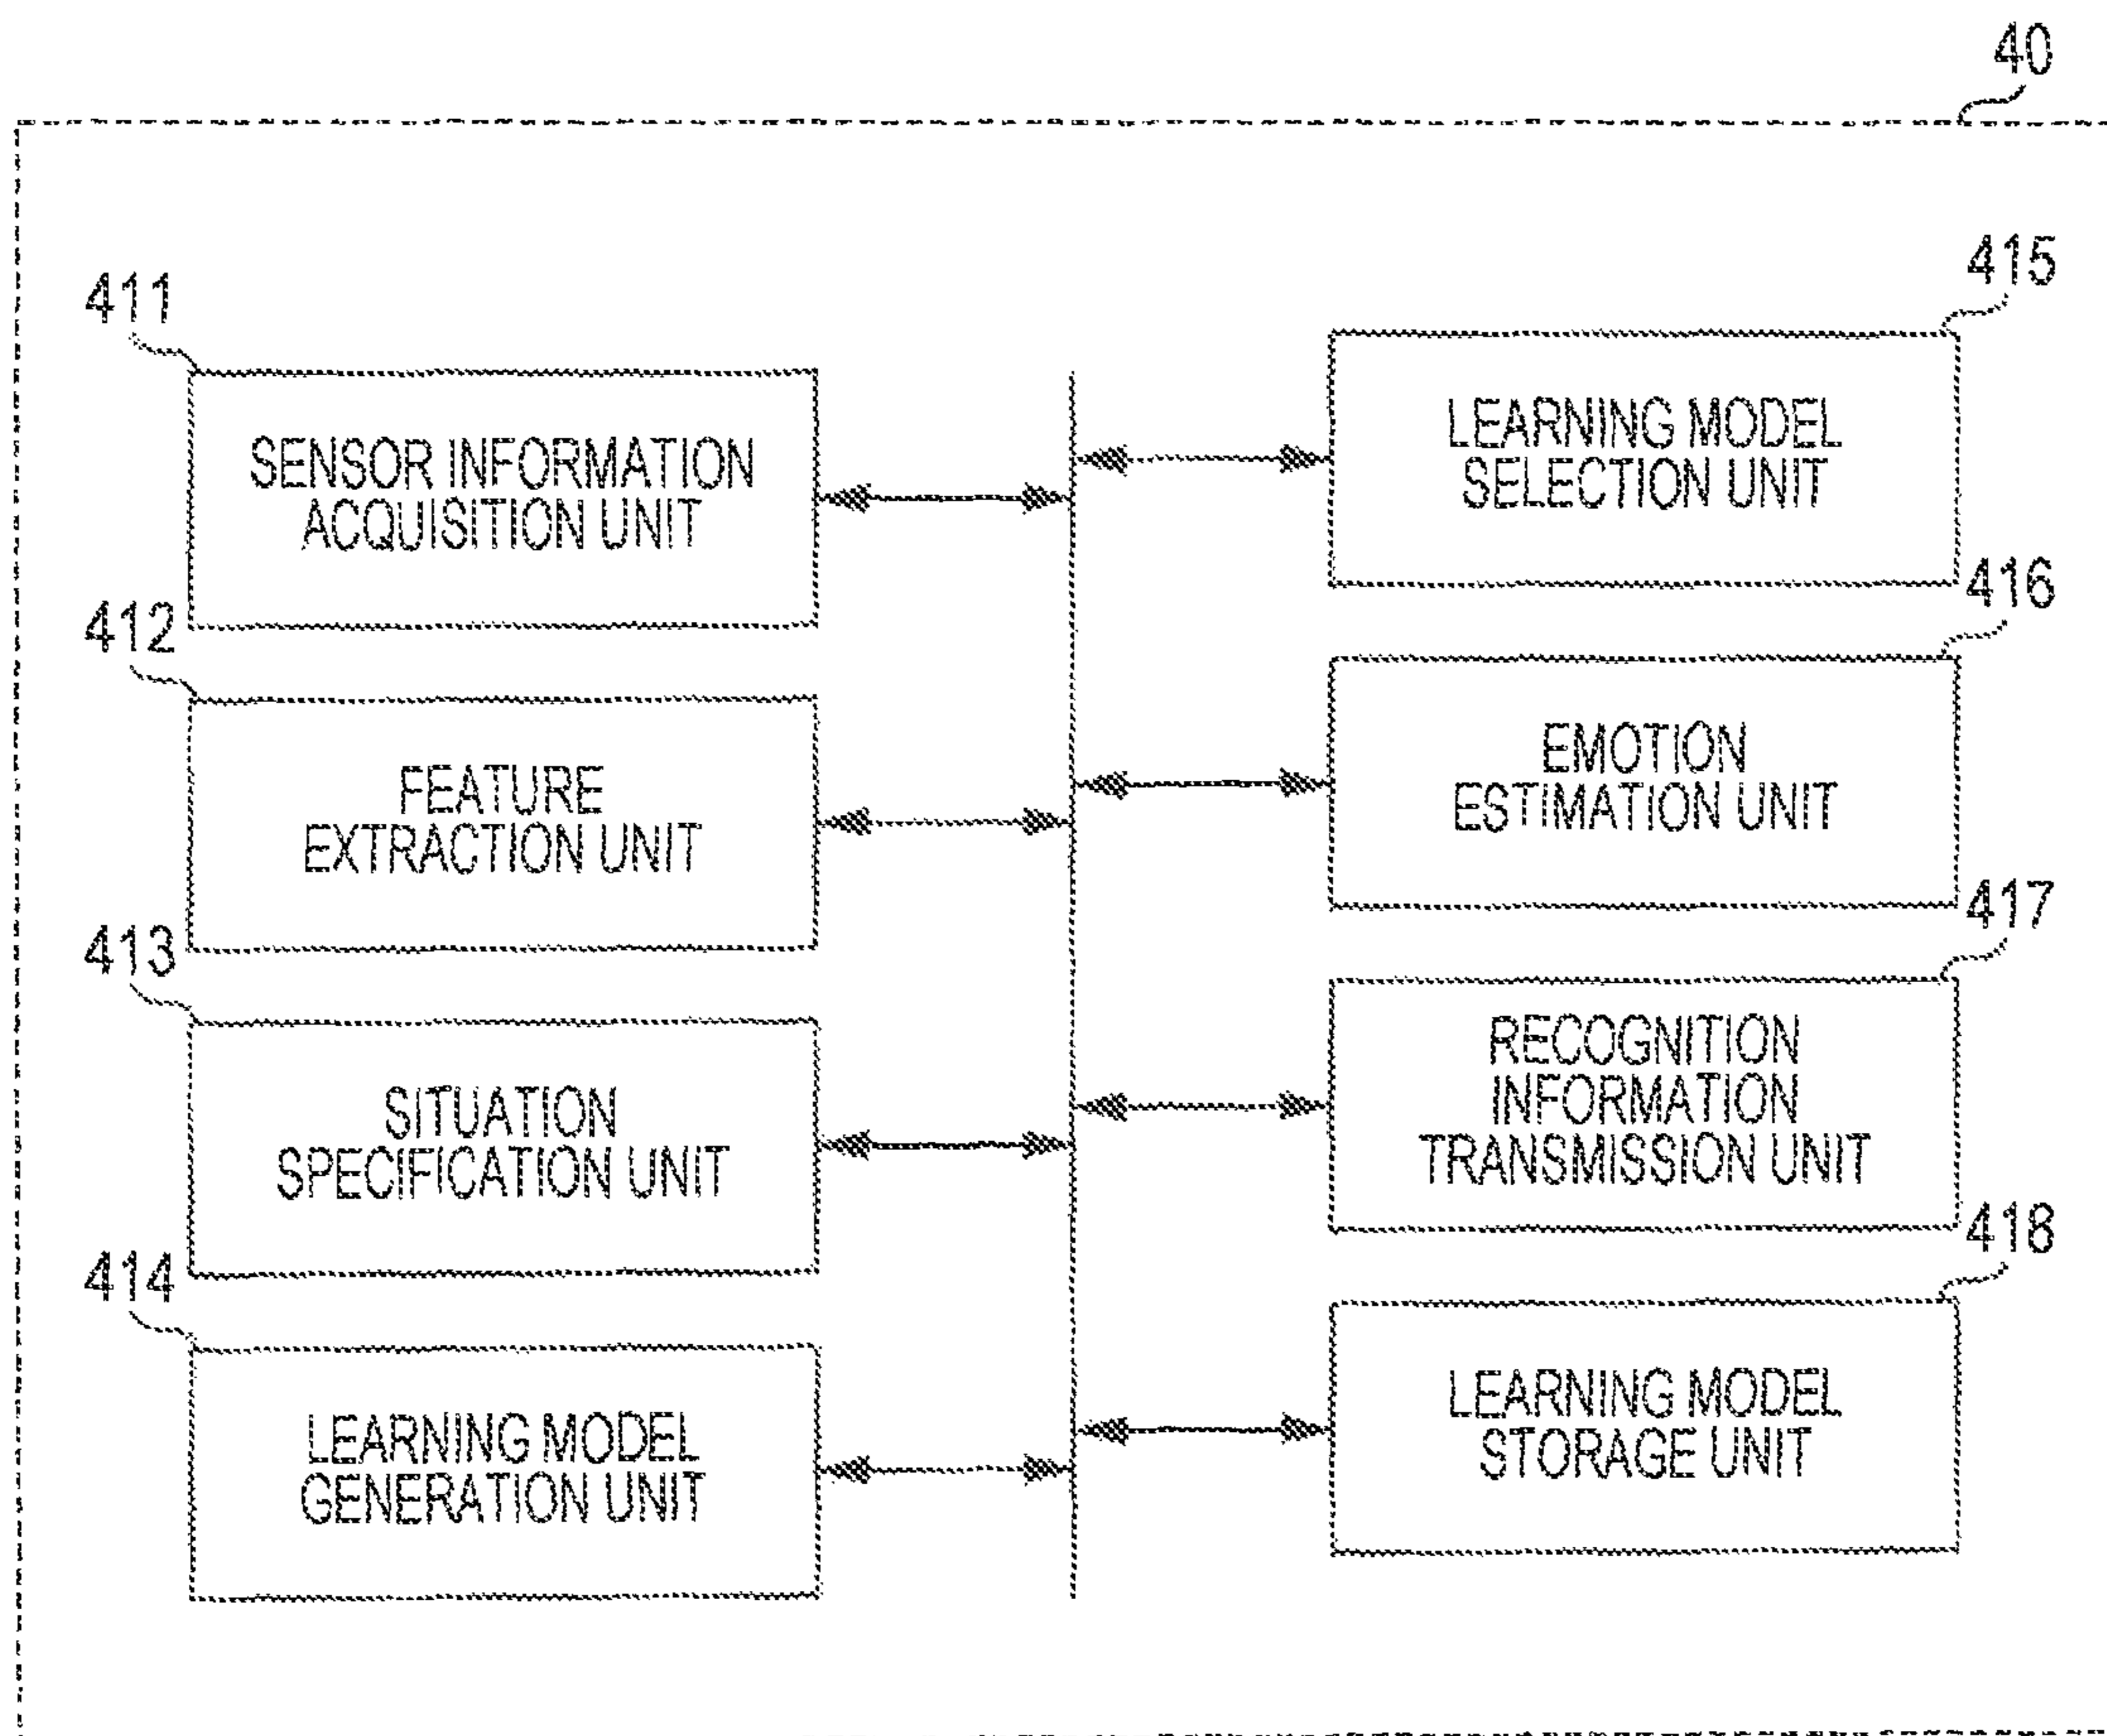 40
411
SENSOR INFORMATION
ACQUISITION UNIT
412
FEATURE
EXTRACTION UNIT
413
SITUATION
SPECIFICATION UNIT
414
LEARNING MODEL
GENERATION UNIT
415
LEARNING MODEL
SELECTION UNIT
416
EMOTION
ESTIMATION UNIT
417
RECOGNITION
INFORMATION
TRANSMISSION UNIT
418
LEARNING MODEL
STORAGE UNIT